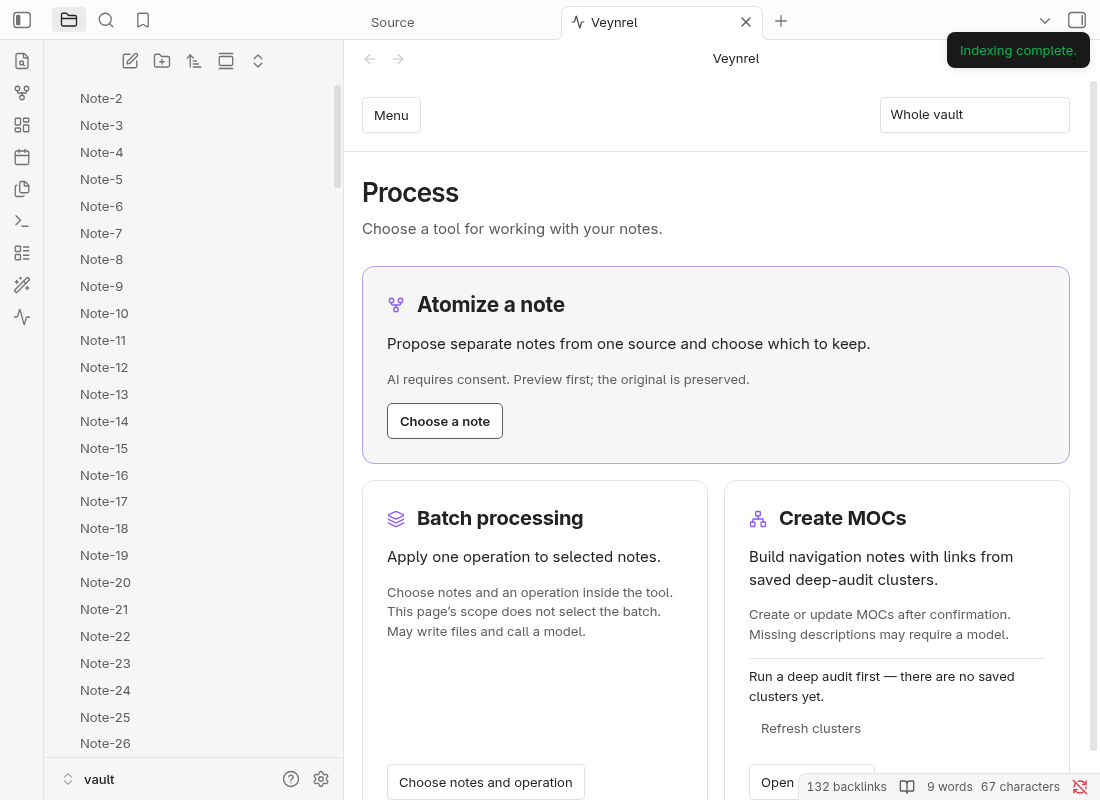 Source
Veynrel
Indexing complete.
Veynrel
Menu
Whole vault
Note-2
Note-3
Note-4
Note-5
Note-6
Note-7
Note-8
Note-9
Note-10
Note-11
Note-12
Note-13
Note-14
Note-15
Note-16
Note-17
Note-18
Note-19
Note-20
Note-21
Note-22
Note-23
Note-24
Note-25
Note-26
vault
Process
Choose a tool for working with your notes.
Atomize a note
Propose separate notes from one source and choose which to keep.
AI requires consent. Preview first; the original is preserved.
Choose a note
Batch processing
Apply one operation to selected notes.
Choose notes and an operation inside the tool.
This page’s scope does not select the batch.
May write files and call a model.
Choose notes and operation
Create MOCs
Build navigation notes with links from
saved deep-audit clusters.
Create or update MOCs after confirmation.
Missing descriptions may require a model.
Run a deep audit first — there are no saved
clusters yet.
Refresh clusters
Open
132 backlinks 9 words 67 characters